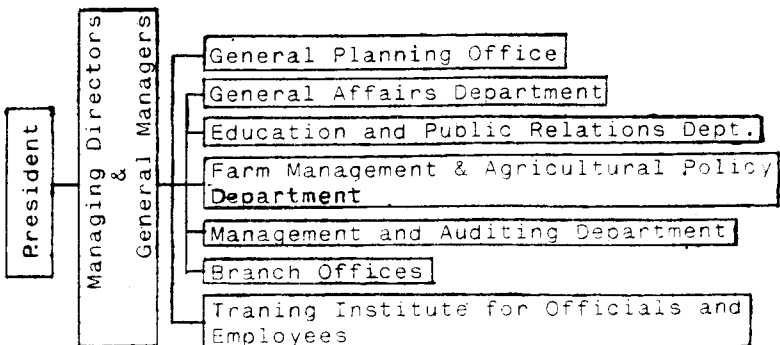 President
Managing Directors
&
General Managers
General Planning Office
General Affairs Department
Education and Public Relations Dept.
Farm Management & Agricultural Policy
Department
Management and Auditing Department
Branch Offices
Traning Institute for Officials and
Employees